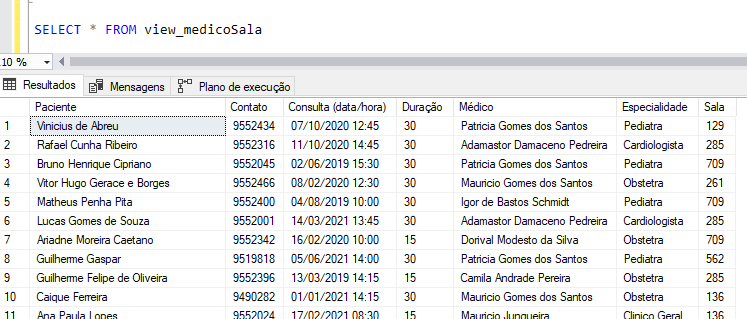 SELECT * FROM view_medicoSala
10 %
Resultados Mensagens Plano de execução
Paciente Contato Consulta (data/hora) Duração Médico Especialidade Sala
1 Vinicius de Abreu 9552434 07/10/2020 12:45 30 Patricia Gomes dos Santos Pediatra 129
2 Rafael Cunha Ribeiro 9552316 11/10/2020 14:45 30 Adamastor Damaceno Pedreira Cardiologista 285
3 Bruno Henrique Cipriano 9552045 02/06/2019 15:30 30 Patricia Gomes dos Santos Pediatra 709
4 Vitor Hugo Gerace e Borges 9552466 08/02/2020 12:30 30 Mauricio Gomes dos Santos Obstetra 261
5 Matheus Penha Pita 9552400 04/08/2019 10:00 30 Igor de Bastos Schmidt Pediatra 709
6 Lucas Gomes de Souza 9552001 14/03/2021 13:45 30 Adamastor Damaceno Pedreira Cardiologista 285
7 Ariadne Moreira Caetano 9552342 16/02/2020 10:00 15 Dorival Modesto da Silva Obstetra 709
8 Guilherme Gaspar 9519818 05/06/2021 14:00 30 Patricia Gomes dos Santos Pediatra 562
9 Guilherme Felipe de Oliveira 9552396 13/03/2019 14:15 15 Camila Andrade Pereira Obstetra 285
10 Caique Ferreira 9490282 01/01/2021 14:15 30 Mauricio Gomes dos Santos Obstetra 136
11 Ana Paula Lopes 9552024 17/02/2021 08:30 15 Mauricio Junqueira Clinico Geral 136